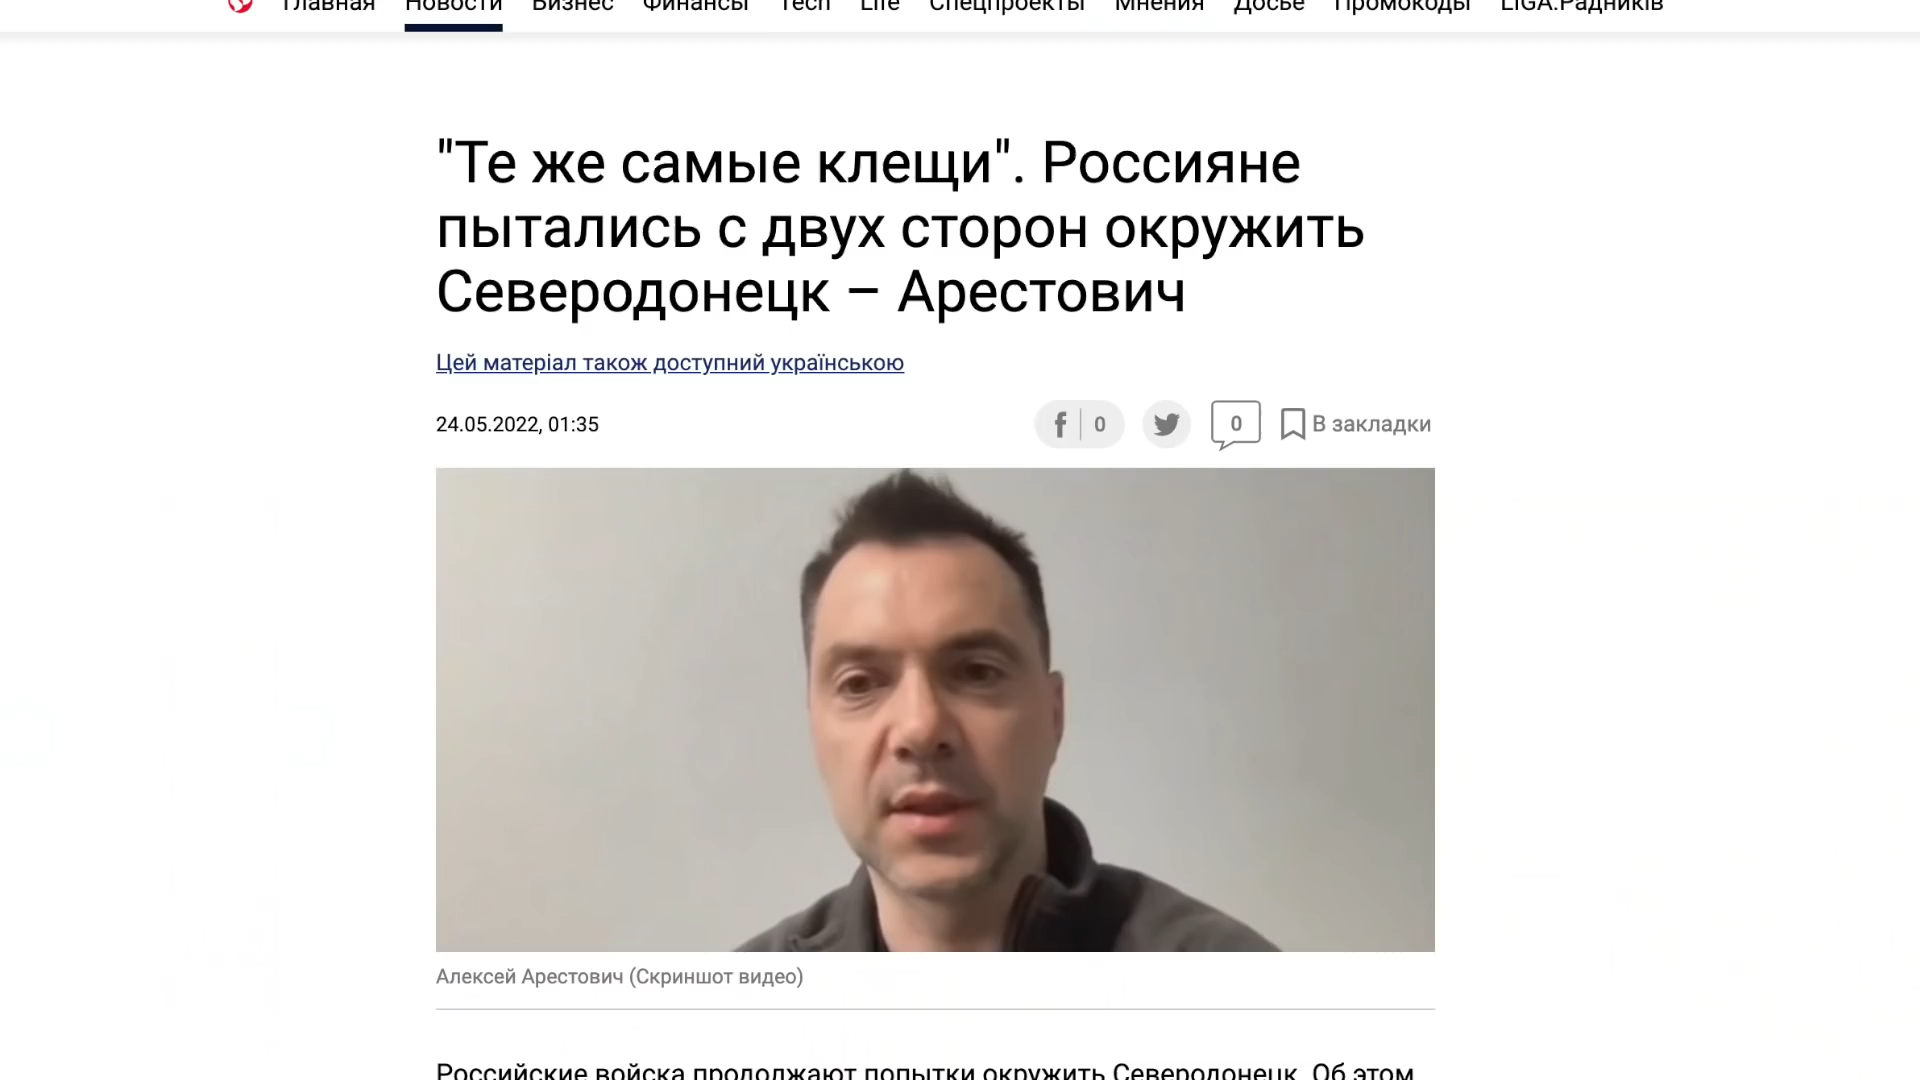 Главная Новости Бизнес Финансы Tech Life Спецпроекты Мнения Досье Промокоды LIGA.Радників
"Те же самые клещи". Россияне
пытались с двух сторон окружить
Северодонецк – Арестович
Цей матеріал також доступний українською
24.05.2022, 01:35
0
0
В закладки
Алексей Арестович (Скриншот видео)
Российские войска продолжают попытки окружить Северодонецк. Об этом